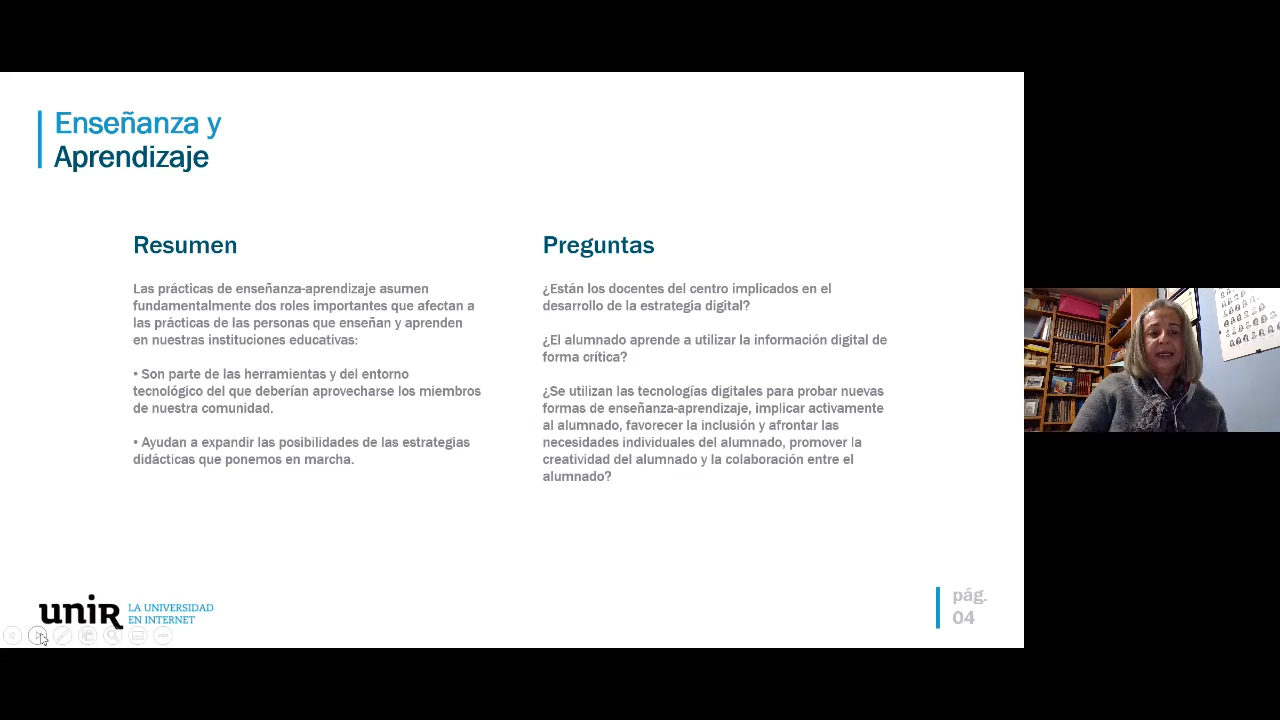 Enseñanza y
Aprendizaje
Resumen
Las prácticas de enseñanza-aprendizaje asumen
fundamentalmente dos roles importantes que afectan a
las prácticas de las personas que enseñan y aprenden
en nuestras instituciones educativas:
• Son parte de las herramientas y del entorno
tecnológico del que deberían aprovecharse los miembros
de nuestra comunidad.
• Ayudan a expandir las posibilidades de las estrategias
didácticas que ponemos en marcha.
Preguntas
¿Están los docentes del centro implicados en el
desarrollo de la estrategia digital?
¿El alumnado aprende a utilizar la información digital de
forma crítica?
¿Se utilizan las tecnologías digitales para probar nuevas
formas de enseñanza-aprendizaje, implicar activamente
al alumnado, favorecer la inclusión y afrontar las
necesidades individuales del alumnado, promover la
creatividad del alumnado y la colaboración entre el
alumnado?
unir
LA UNIVERSIDAD
EN INTERNET
pág.
04